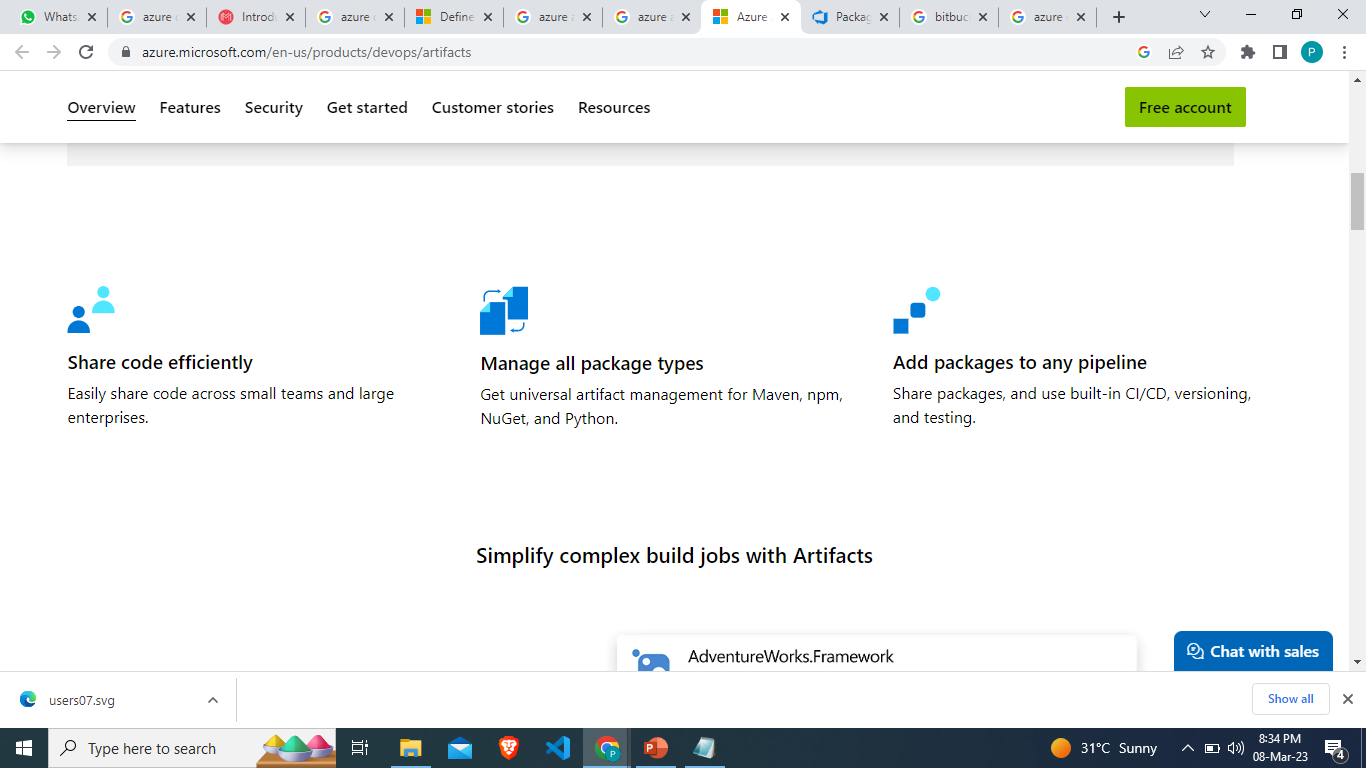 Whats
azure
Introdu
azure
Define
azure
azure
Azure
Packag
bitbuc
azure
azure.microsoft.com/en-us/products/devops/artifacts
P
Overview Features Security Get started Customer stories Resources Free account
Share code efficiently
Easily share code across small teams and large
enterprises.
Manage all package types
Get universal artifact management for Maven, npm,
NuGet, and Python.
Add packages to any pipeline
Share packages, and use built-in CI/CD, versioning,
and testing.
Simplify complex build jobs with Artifacts
AdventureWorks.Framework
Chat with sales
users07.svg
Show all
Type here to search
31°C Sunny
8:34 PM
08-Mar-23
4